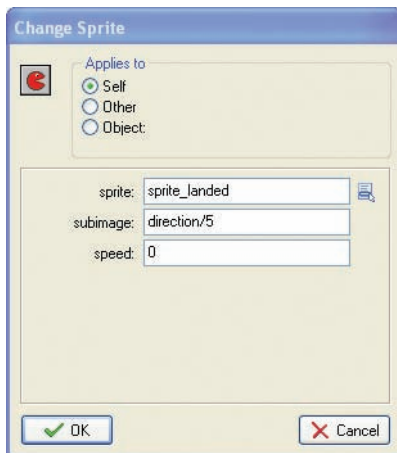 Change Sprite
Applies to
Self
Other
Object:
sprite: sprite_landed
subimage: direction/5
speed: 0
OK Cancel